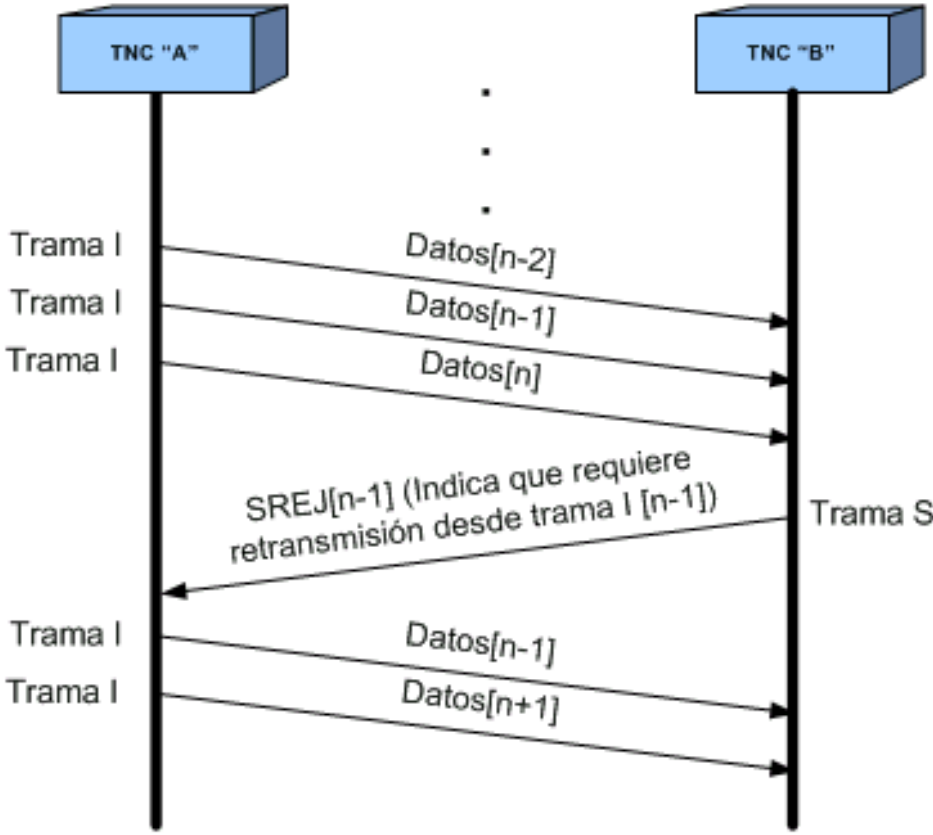 TNC “A”
TNC “B”
Trama I
Datos[n-2]
Trama I
Datos[n-1]
Trama I
Datos[n]
SREJ[n-1] (Indica que requiere
retransmisión desde trama I [n-1])
Trama S
Trama I
Datos[n-1]
Trama I
Datos[n+1]